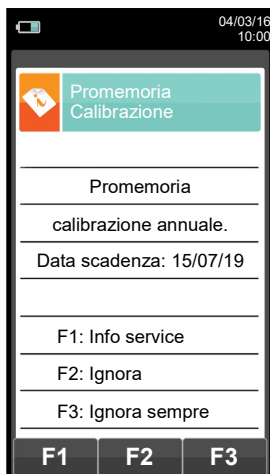 04/03/16
10:00
Promemoria
Calibrazione
Promemoria
calibrazione annuale.
Data scadenza: 15/07/19
F1: Info service
F2: Ignora
F3: Ignora sempre
F1 F2 F3